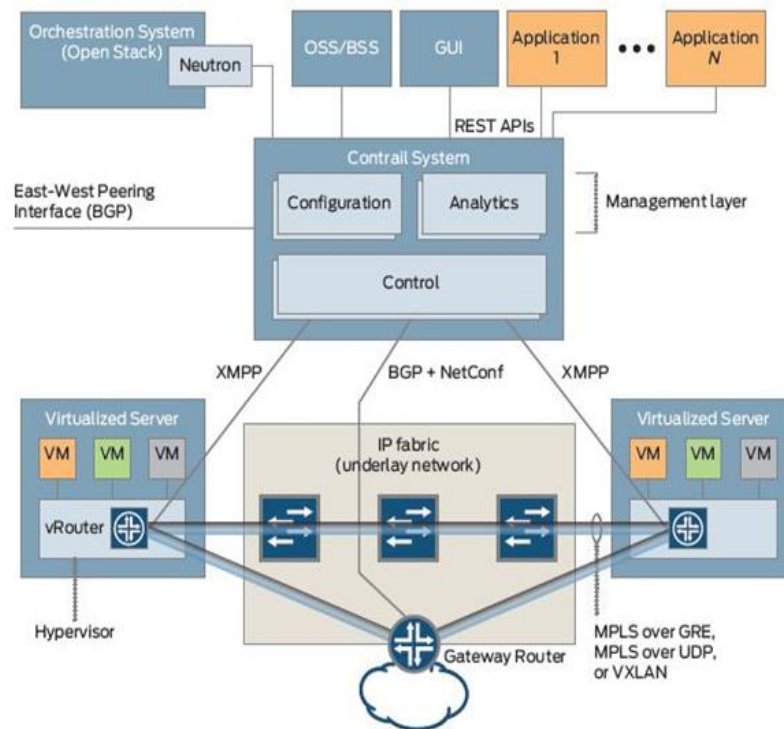 Orchestration System
(Open Stack)
Neutron
OSS/BSS
GUI
Application
1
Application
N
REST APIs
Contrail System
East-West Peering
Interface (BGP)
Configuration
Analytics
Management layer
Control
XMPP
BGP + NetConf
XMPP
Virtualized Server
VM
VM
VM
vRouter
Hypervisor
IP fabric
(underlay network)
Virtualized Server
VM
VM
VM
Gateway Router
MPLS over GRE,
MPLS over UDP,
or VXLAN